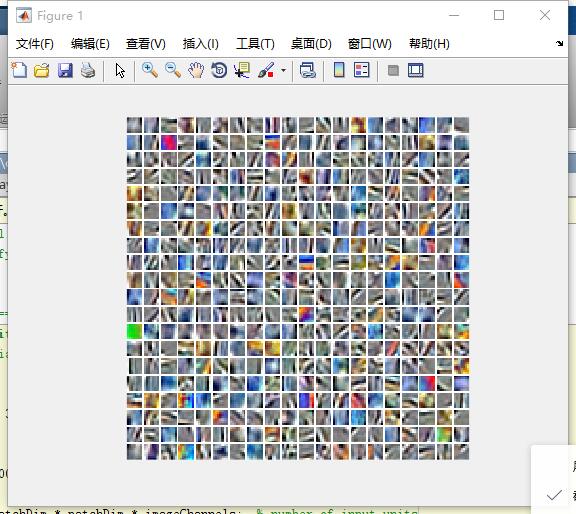 Figure 1
文件(F) 编辑(E) 查看(V) 插入(I) 工具(T) 桌面(D) 窗口(W) 帮助(H)
patchDim * patchDim * imageChannels; % number of input units